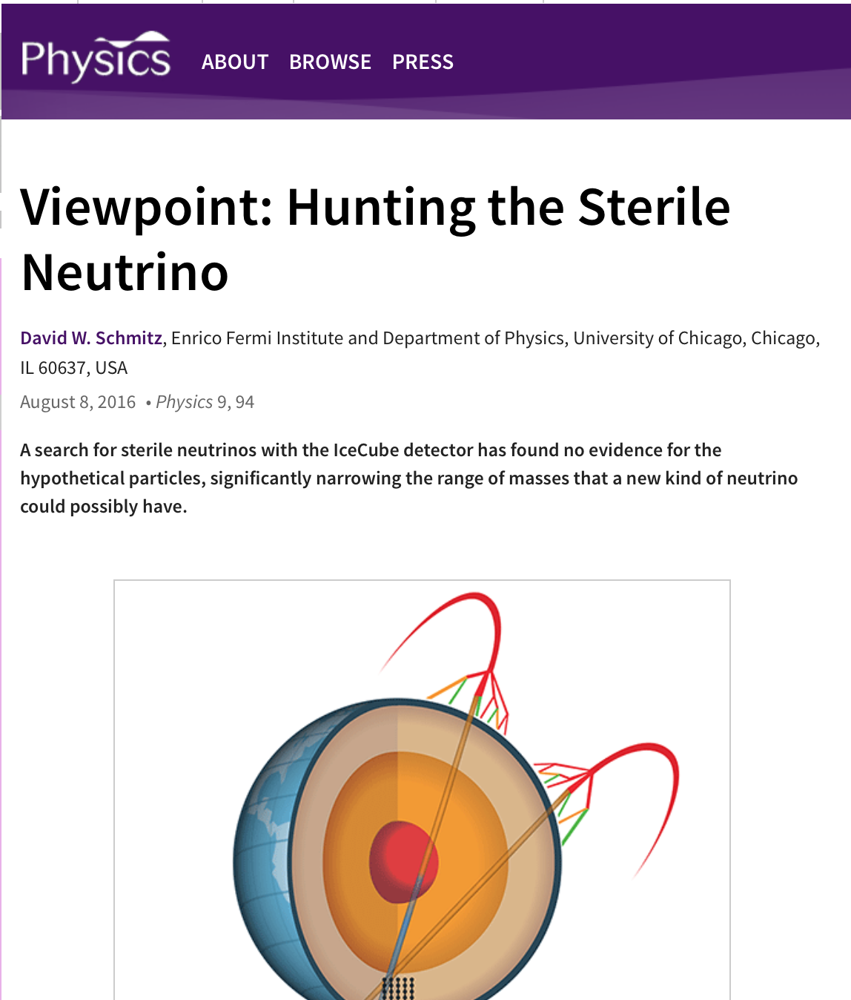 Physics
ABOUT BROWSE PRESS
Viewpoint: Hunting the Sterile
Neutrino
David W. Schmitz, Enrico Fermi Institute and Department of Physics, University of Chicago, Chicago,
IL 60637, USA
August 8, 2016 • Physics 9, 94
A search for sterile neutrinos with the IceCube detector has found no evidence for the
hypothetical particles, significantly narrowing the range of masses that a new kind of neutrino
could possibly have.